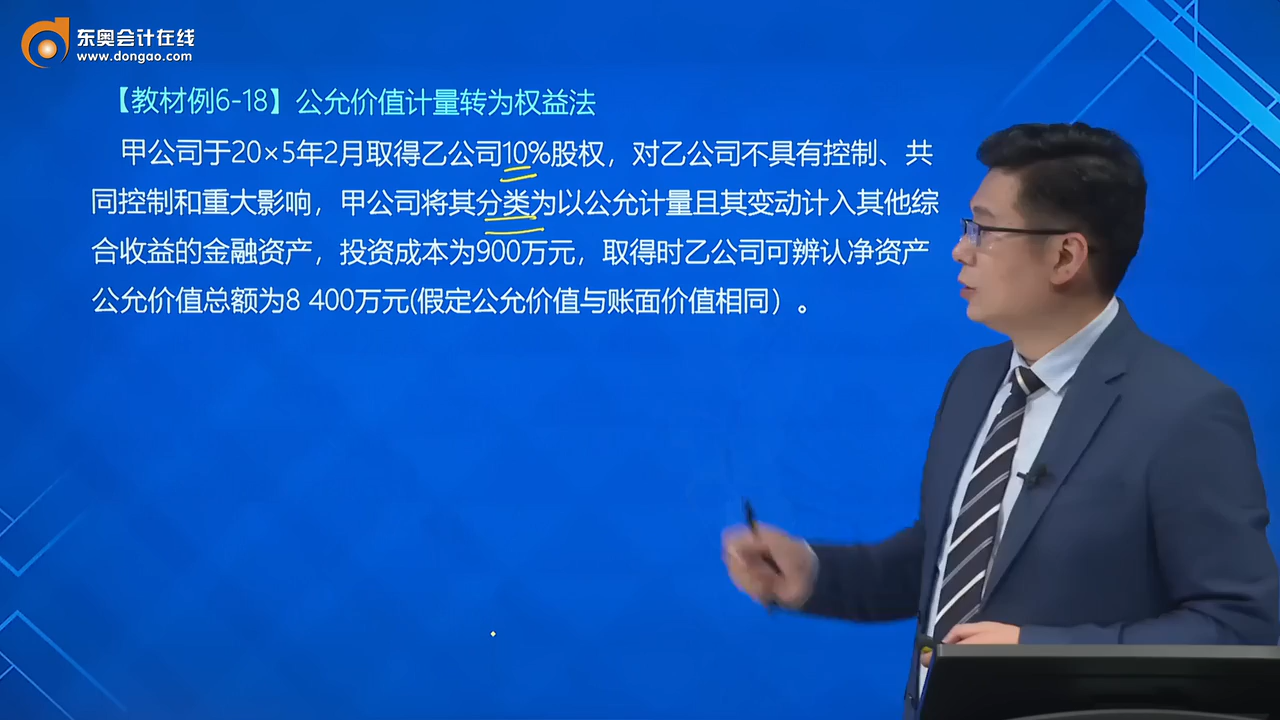 东奥会计在线
www.dongao.com
【教材例6-18】公允价值计量转为权益法
甲公司于20×5年2月取得乙公司10%股权，对乙公司不具有控制、共
同控制和重大影响，甲公司将其分类为以公允计量且其变动计入其他综
合收益的金融资产，投资成本为900万元，取得时乙公司可辨认净资产
公允价值总额为8 400万元(假定公允价值与账面价值相同）。